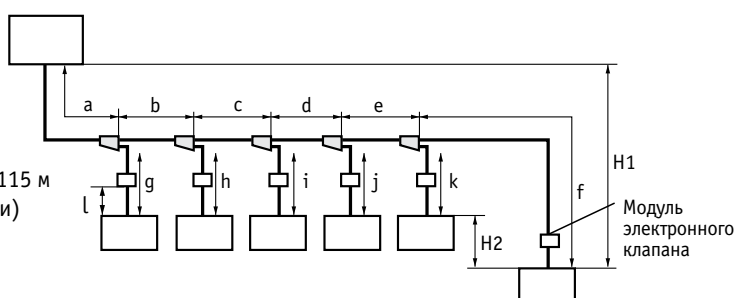 a b c d e
115 м
и)
g h i j k
l
H1
f
H2
Модуль
электронного
клапана